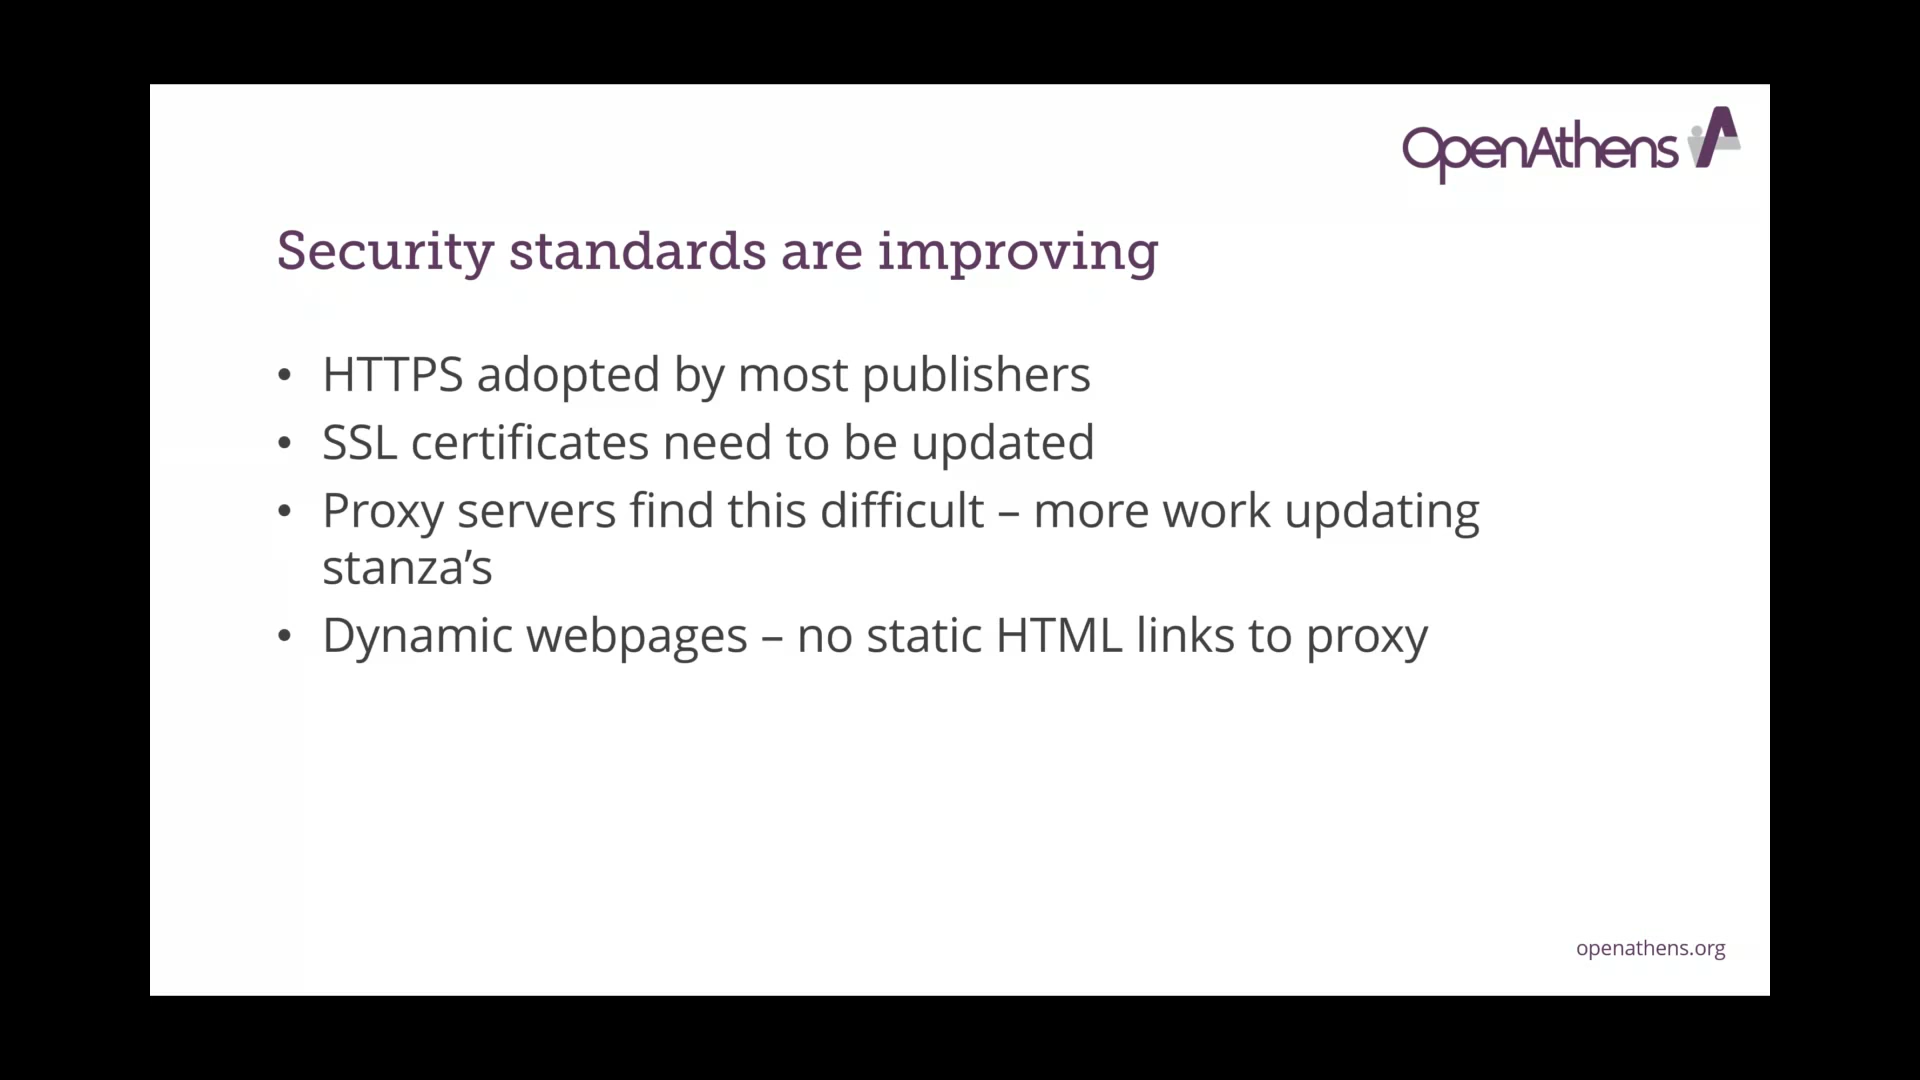 OpenAthens
Security standards are improving
• HTTPS adopted by most publishers
• SSL certificates need to be updated
• Proxy servers find this difficult – more work updating
stanza’s
• Dynamic webpages – no static HTML links to proxy
openathens.org